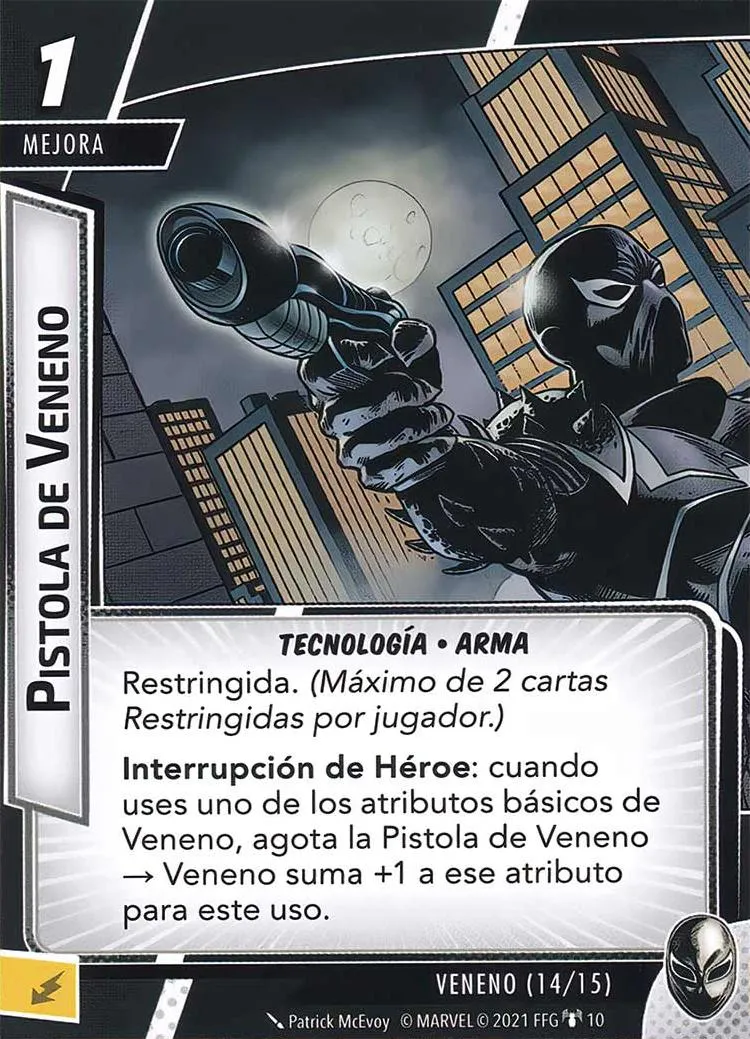 1
MEJORA
PISTOLA DE VENENO
TECNOLOGÍA • ARMA
Restringida. (Máximo de 2 cartas
Restringidas por jugador.)
Interrupción de Héroe: cuando
uses uno de los atributos básicos de
Veneno, agota la Pistola de Veneno
→ Veneno suma +1 a ese atributo
para este uso.
VENENO (14/15)
Patrick McEvoy © MARVEL © 2021 FFG 10